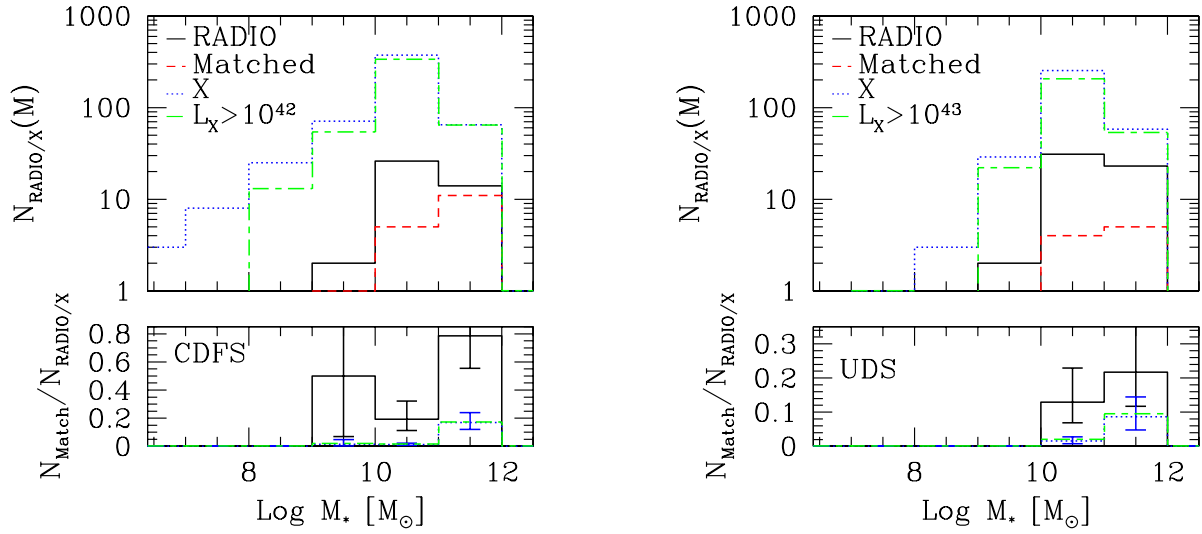 1000
100
10
1
N_RADIO/X(M)
RADIO
Matched
X
L_X>10^42
0.8
0.6
0.4
0.2
0
N_Match/N_RADIO/X
CDFS
8
10
12
Log M_* [M_⊙]
1000
100
10
1
N_RADIO/X(M)
RADIO
Matched
X
L_X>10^43
0.3
0.2
0.1
0
N_Match/N_RADIO/X
UDS
8
10
12
Log M_* [M_⊙]